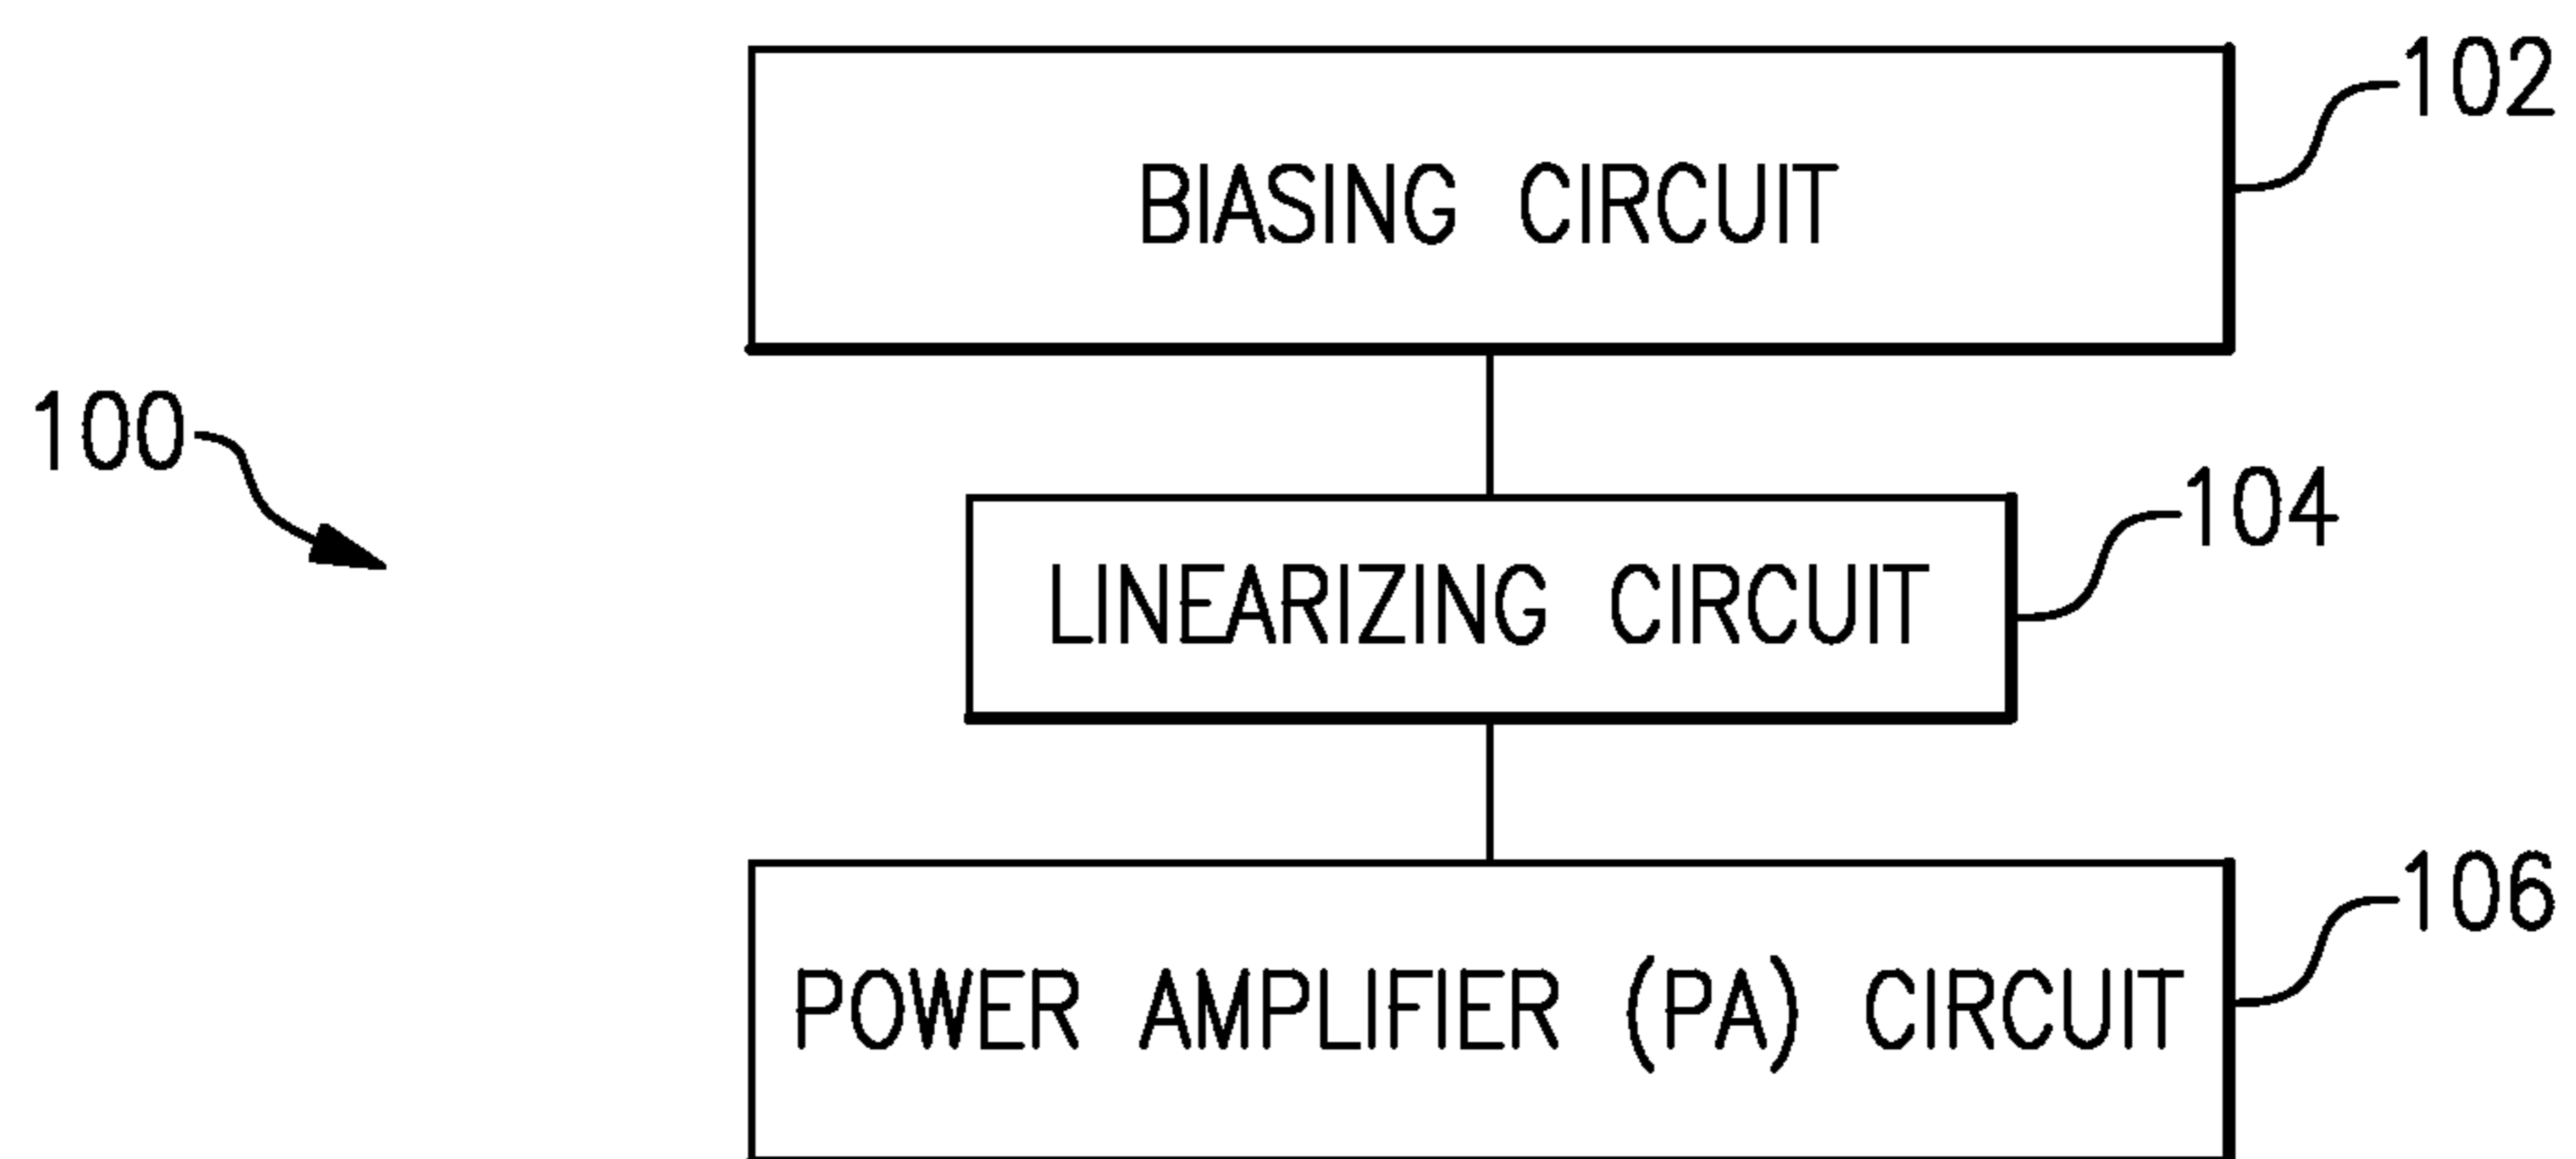 102
BIASING CIRCUIT
100
104
LINEARIZING CIRCUIT
106
POWER AMPLIFIER (PA) CIRCUIT